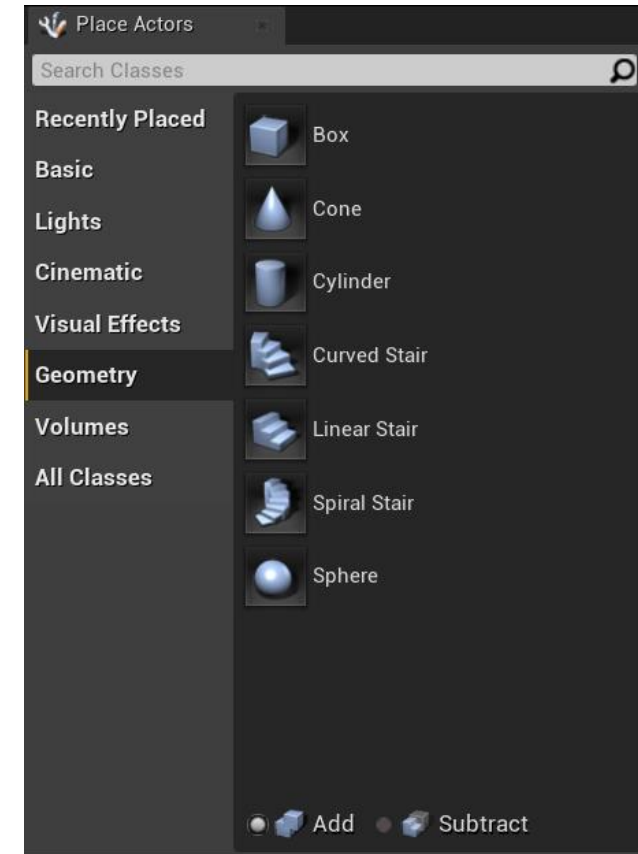 Place Actors
Search Classes
Recently Placed
Basic
Lights
Cinematic
Visual Effects
Geometry
Volumes
All Classes
Box
Cone
Cylinder
Curved Stair
Linear Stair
Spiral Stair
Sphere
Add Subtract